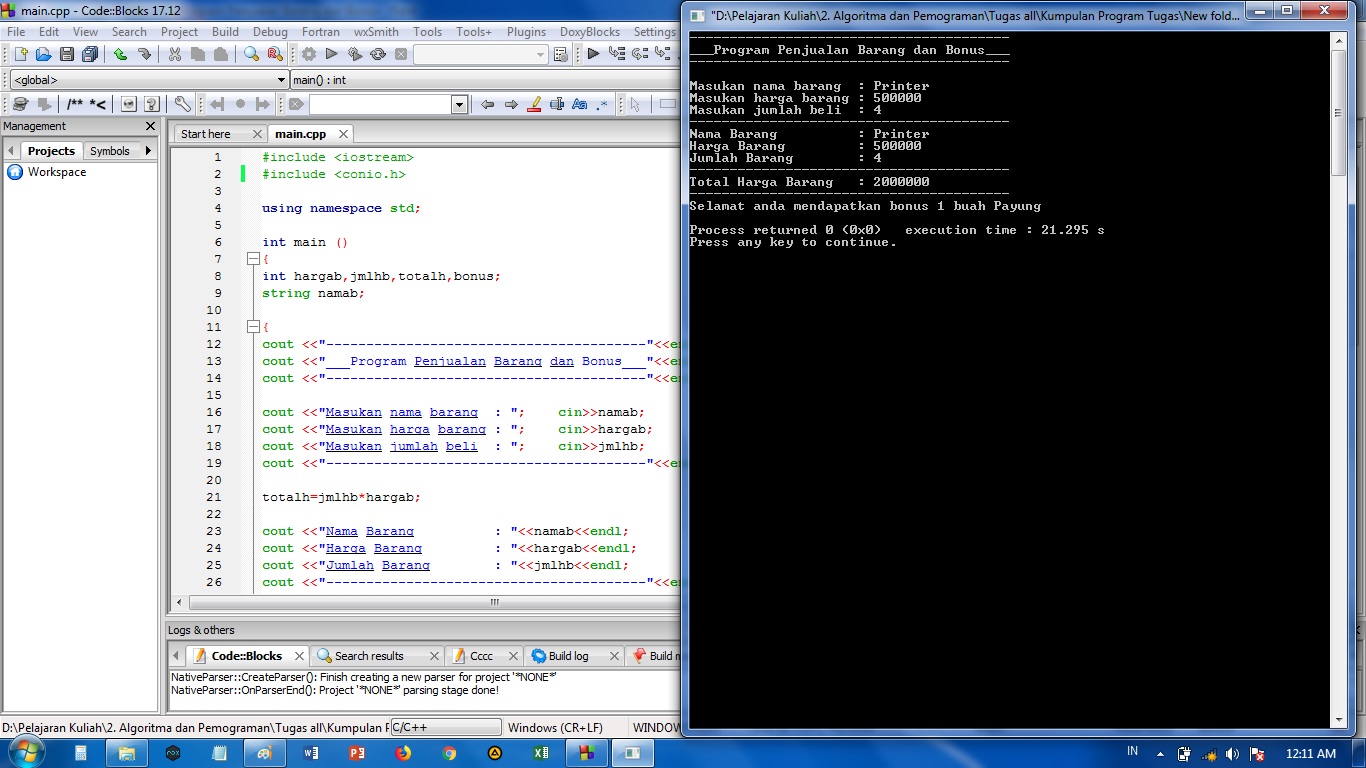 main.cpp - Code::Blocks 17.12
File Edit View Search Project Build Debug Fortran wxSmith Tools Tools+ Plugins DoxyBlocks Settings
<global> main() : int
/** *<
Aa .*
Management
Projects Symbols
Workspace
Start here main.cpp
1 #include <iostream>
2 #include <conio.h>
3
4 using namespace std;
5
6 int main ()
7 {
8 int hargab,jmlhb,totalh,bonus;
9 string namab;
10
11 {
12 cout <<"----------------------------------------"<<en
13 cout <<"___Program Penjualan Barang dan Bonus___"<<en
14 cout <<"----------------------------------------"<<en
15
16 cout <<"Masukan nama barang  : ";    cin>>namab;
17 cout <<"Masukan harga barang : ";    cin>>hargab;
18 cout <<"Masukan jumlah beli  : ";    cin>>jmlhb;
19 cout <<"----------------------------------------"<<en
20
21 totalh=jmlhb*hargab;
22
23 cout <<"Nama Barang          : "<<namab<<endl;
24 cout <<"Harga Barang         : "<<hargab<<endl;
25 cout <<"Jumlah Barang        : "<<jmlhb<<endl;
26 cout <<"----------------------------------------"<<en
Logs & others
Code::Blocks Search results Cccc Build log Build m
NativeParser::CreateParser(): Finish creating a new parser for project '*NONE*'
NativeParser::OnParserEnd(): Project '*NONE*' parsing stage done!
D:\Pelajaran Kuliah\2. Algoritma dan Pemograman\Tugas all\Kumpulan P C/C++ Windows (CR+LF) WINDOW
"D:\Pelajaran Kuliah\2. Algoritma dan Pemograman\Tugas all\Kumpulan Program Tugas\New fold...
----------------------------------------
___Program Penjualan Barang dan Bonus___
----------------------------------------
Masukan nama barang  : Printer
Masukan harga barang : 500000
Masukan jumlah beli  : 4
----------------------------------------
Nama Barang          : Printer
Harga Barang         : 500000
Jumlah Barang        : 4
----------------------------------------
Total Harga Barang   : 2000000
----------------------------------------
Selamat anda mendapatkan bonus 1 buah Payung
Process returned 0 (0x0)   execution time : 21.295 s
Press any key to continue.
IN 12:11 AM